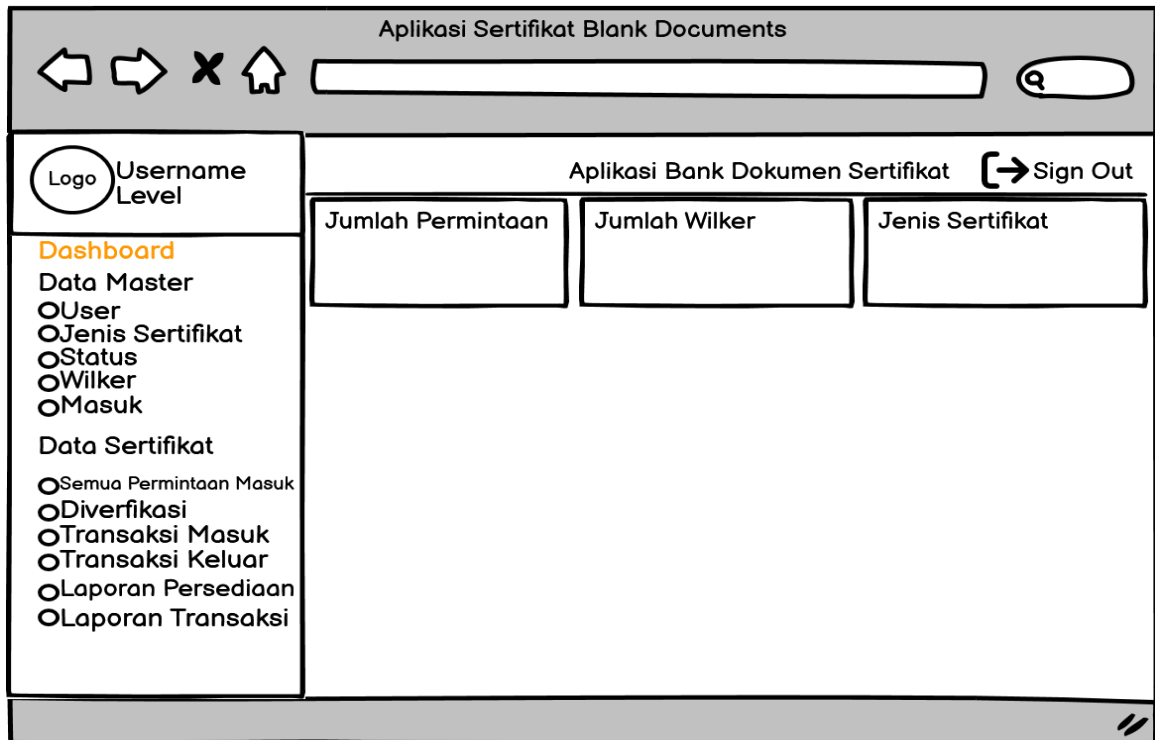 Aplikasi Sertifikat Blank Documents
Logo
Username
Level
Aplikasi Bank Dokumen Sertifikat
Sign Out
Dashboard
Data Master
User
Jenis Sertifikat
Status
Wilker
Masuk
Data Sertifikat
Semua Permintaan Masuk
Diverfikasi
Transaksi Masuk
Transaksi Keluar
Laporan Persediaan
Laporan Transaksi
Jumlah Permintaan
Jumlah Wilker
Jenis Sertifikat